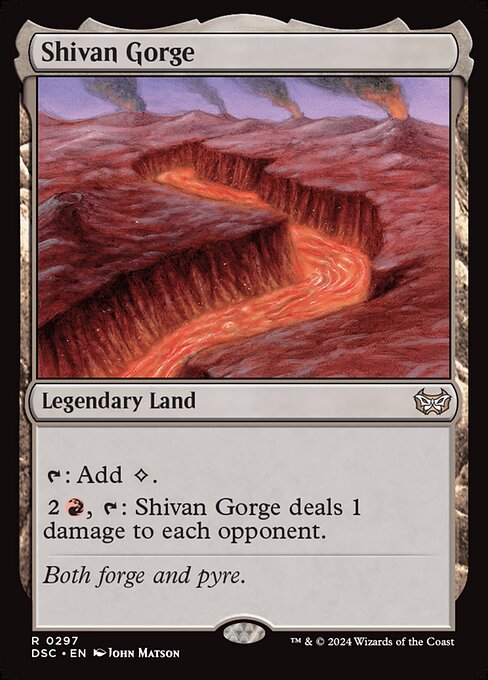 Shivan Gorge
Legendary Land
: Add .
2 , : Shivan Gorge deals 1
damage to each opponent.
Both forge and pyre.
R 0297
DSC • EN John Matson
™ & © 2024 Wizards of the Coast